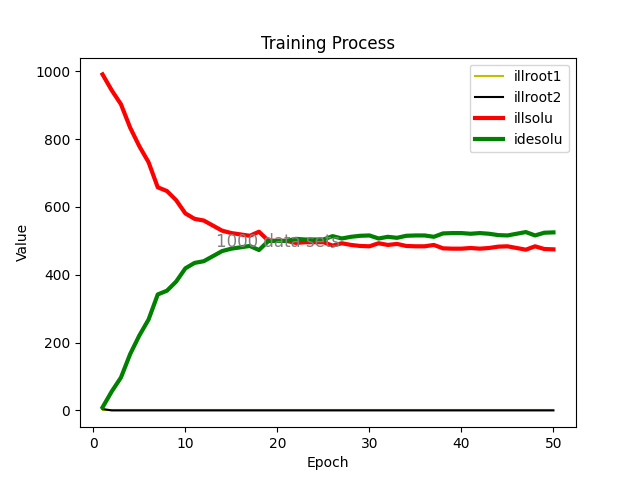 Training Process
illroot1
illroot2
illsolu
idesolu
1000 data sets
Value
1000
800
600
400
200
0
0 10 20 30 40 50
Epoch